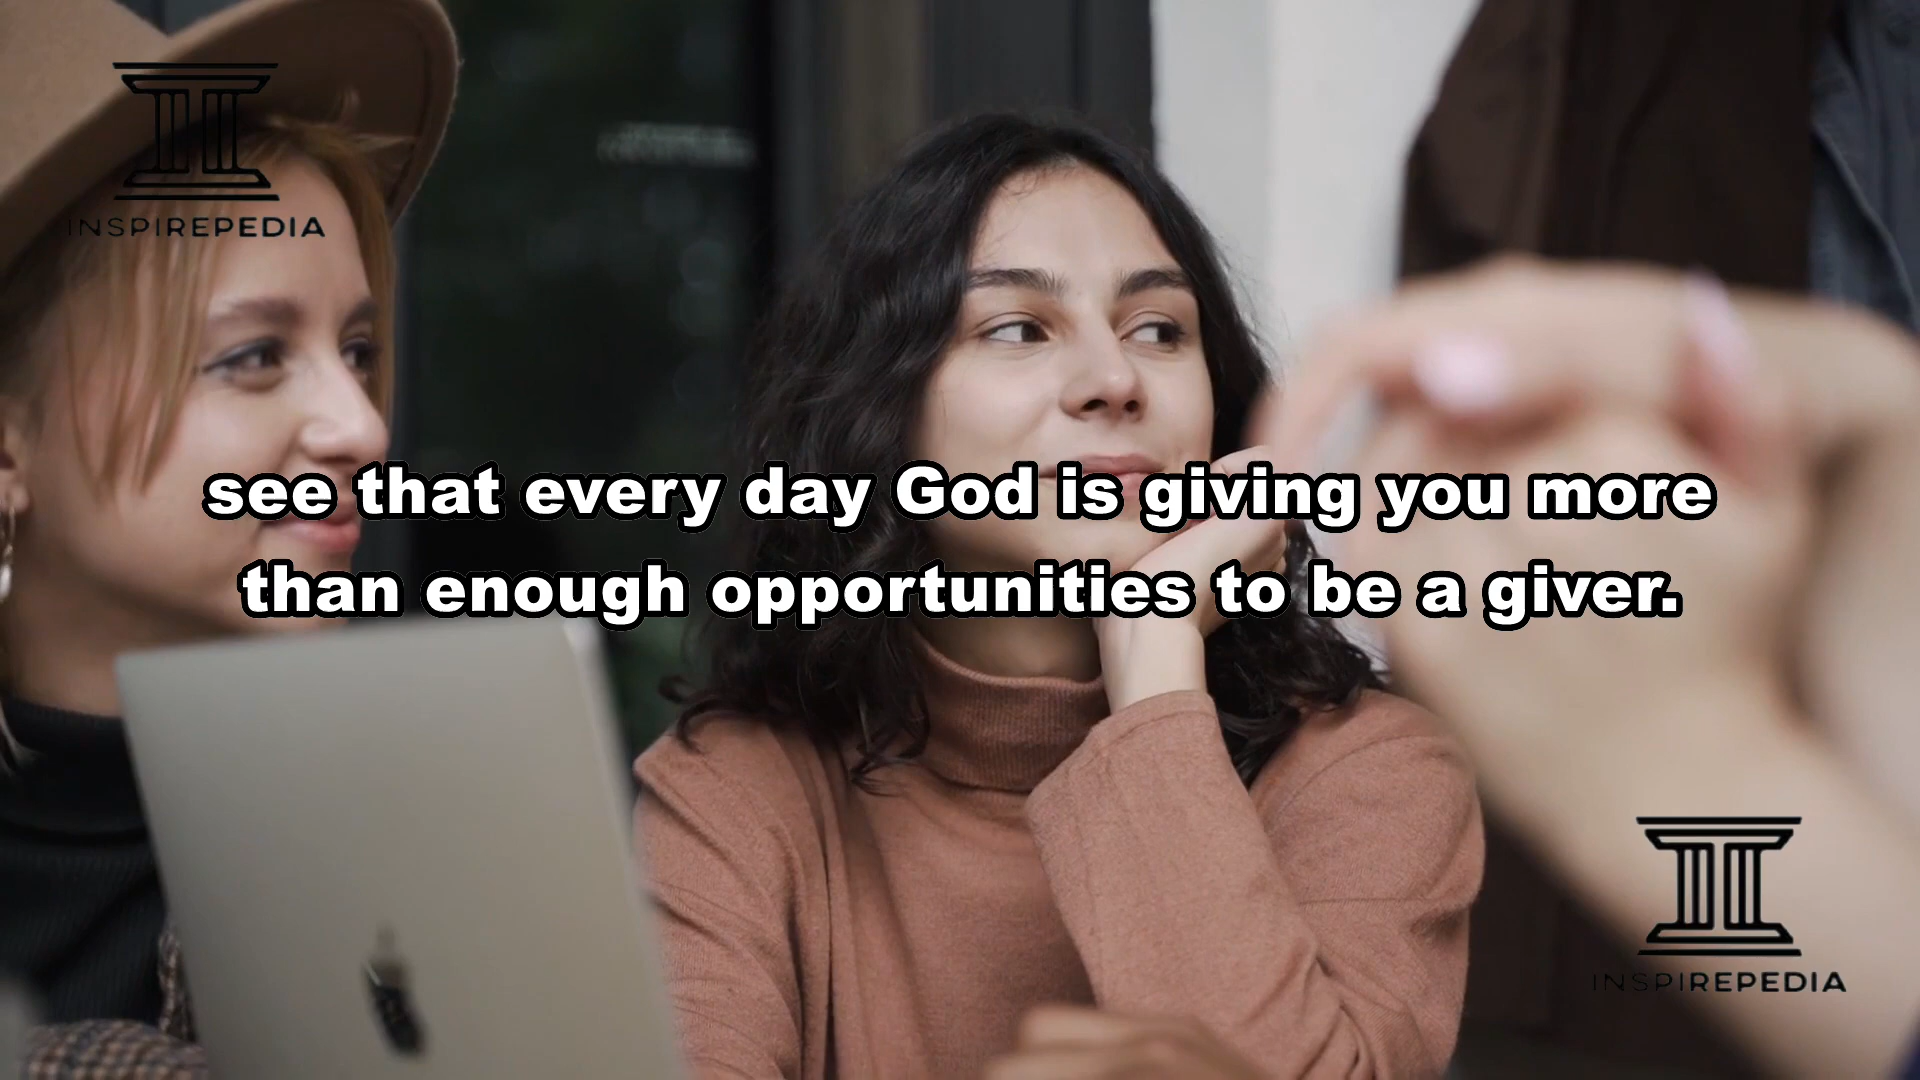 INSPIREPEDIA
see that every day God is giving you more
than enough opportunities to be a giver.
INSPIREPEDIA